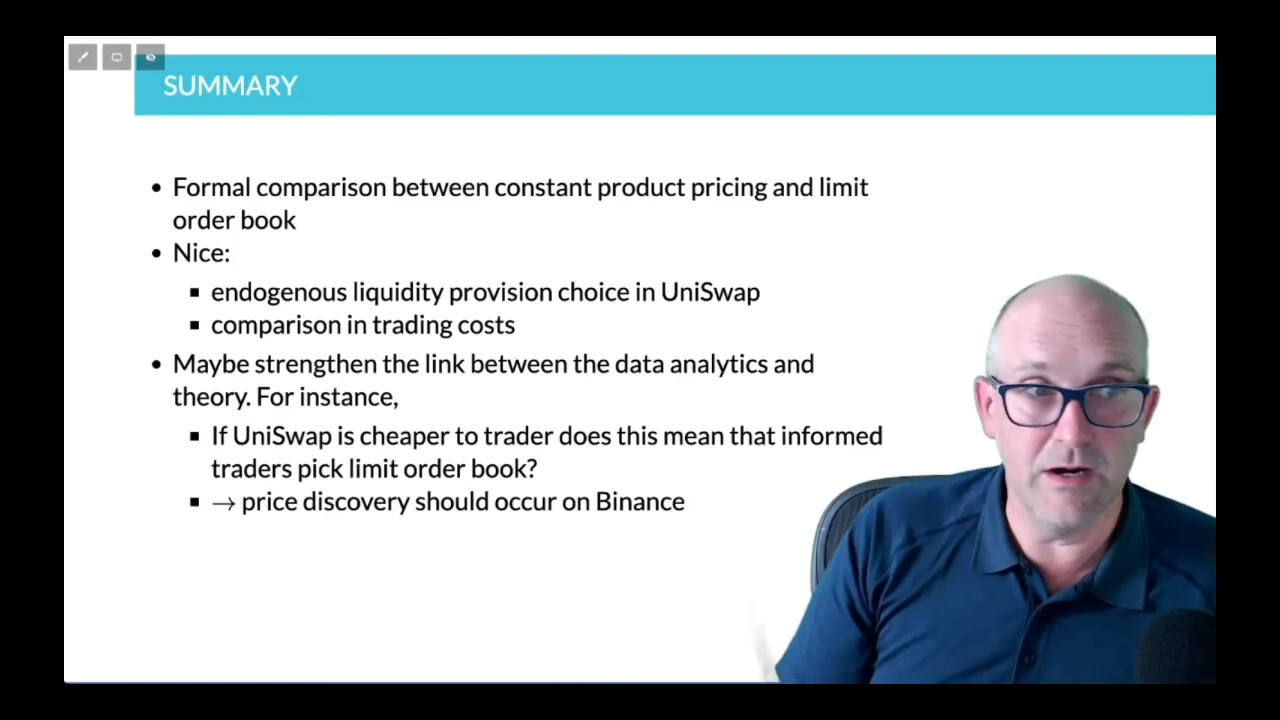 SUMMARY
• Formal comparison between constant product pricing and limit
order book
• Nice:
▪ endogenous liquidity provision choice in UniSwap
▪ comparison in trading costs
• Maybe strengthen the link between the data analytics and
theory. For instance,
▪ If UniSwap is cheaper to trader does this mean that informed
traders pick limit order book?
▪ → price discovery should occur on Binance